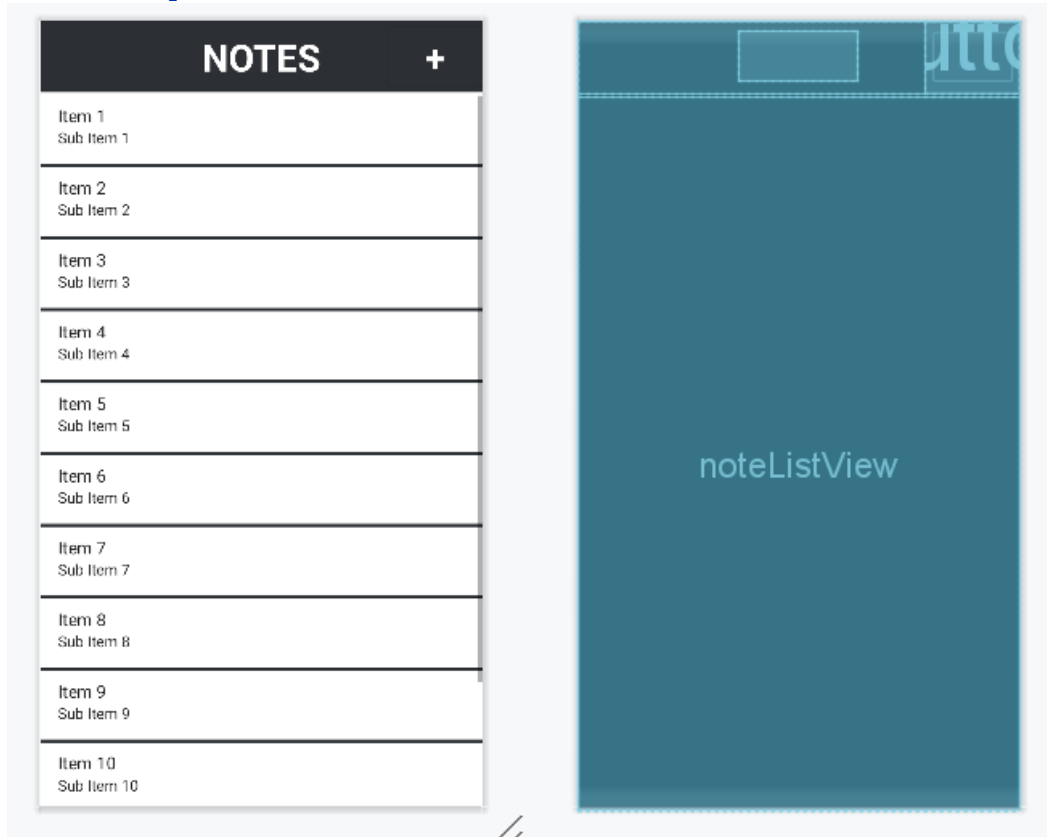 NOTES +
Item 1
Sub Item 1
Item 2
Sub Item 2
Item 3
Sub Item 3
Item 4
Sub Item 4
Item 5
Sub Item 5
Item 6
Sub Item 6
Item 7
Sub Item 7
Item 8
Sub Item 8
Item 9
Sub Item 9
Item 10
Sub Item 10
utto
noteListView